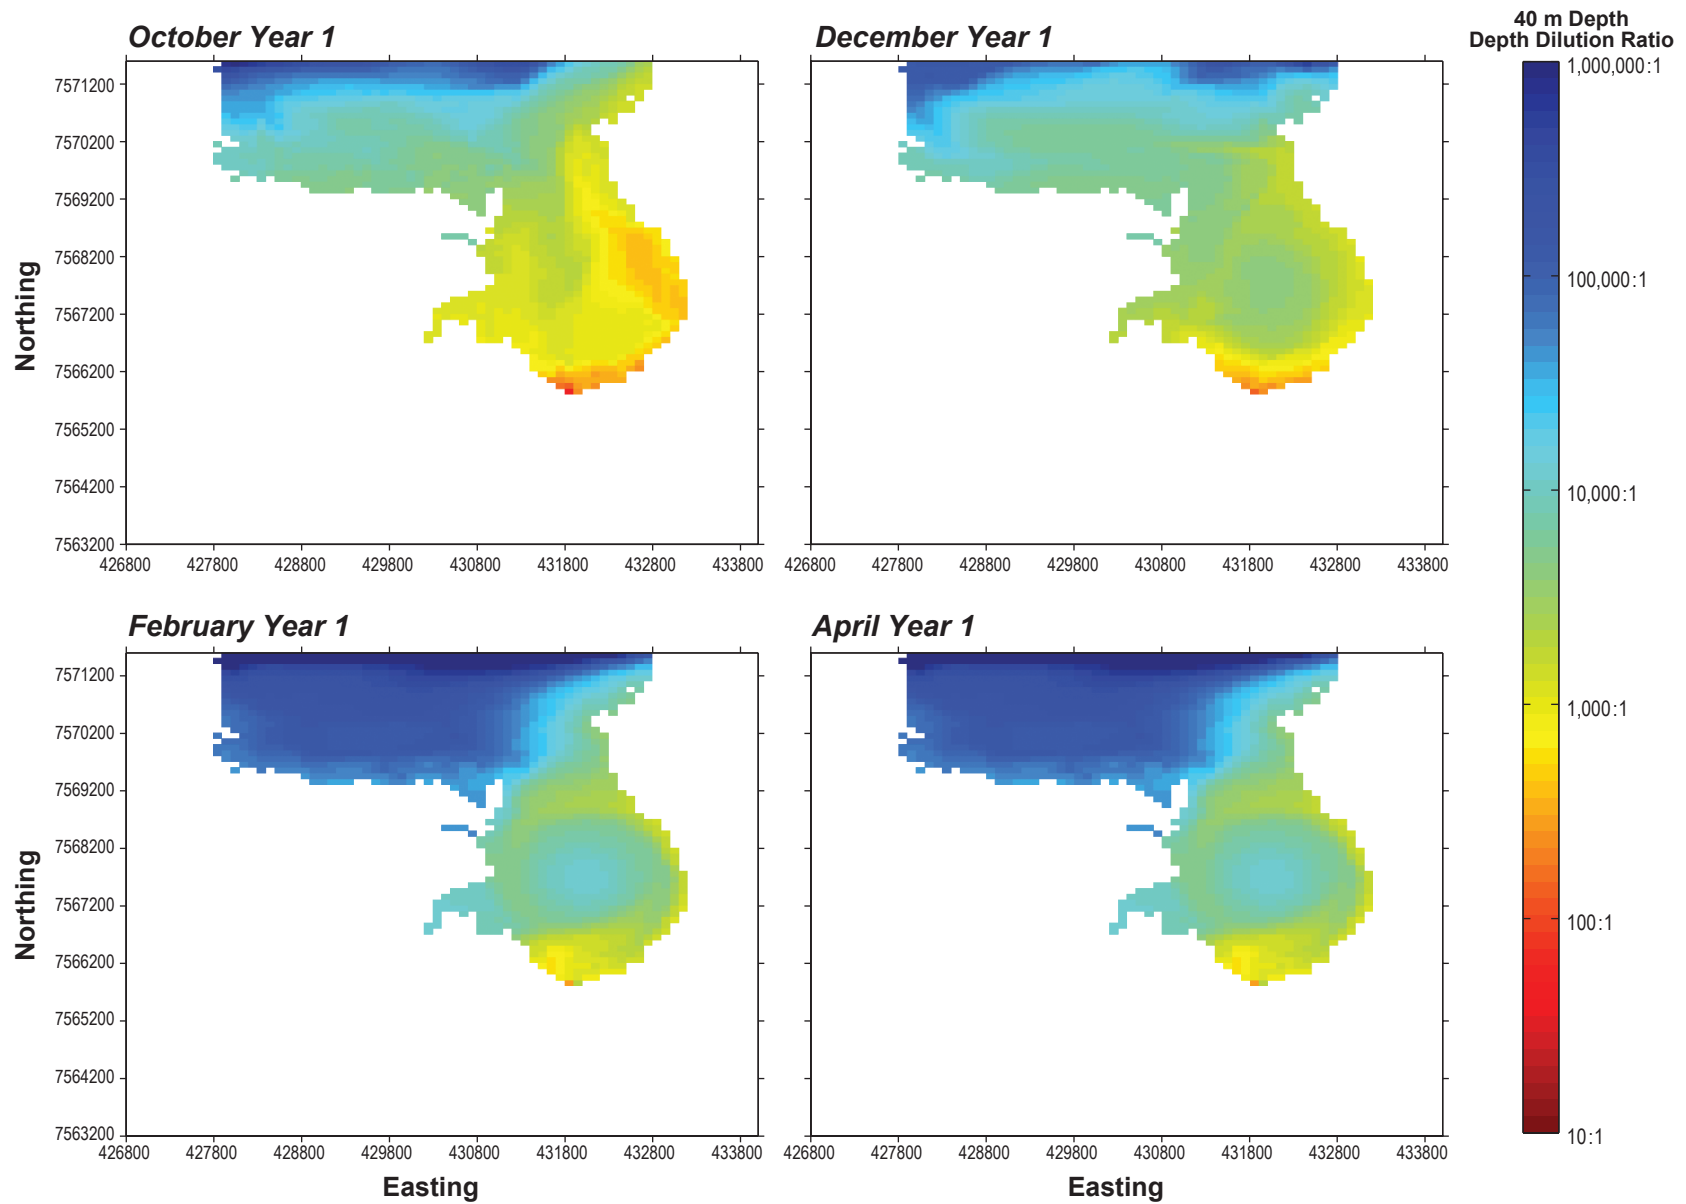 October Year 1
December Year 1
40 m Depth
Depth Dilution Ratio
7571200
7570200
7569200
7568200
7567200
7566200
7565200
7564200
7563200
Northing
426800 427800 428800 429800 430800 431800 432800 433800
426800 427800 428800 429800 430800 431800 432800 433800
1,000,000:1
100,000:1
10,000:1
1,000:1
100:1
10:1
February Year 1
April Year 1
7571200
7570200
7569200
7568200
7567200
7566200
7565200
7564200
7563200
Northing
426800 427800 428800 429800 430800 431800 432800 433800
426800 427800 428800 429800 430800 431800 432800 433800
Easting
Easting